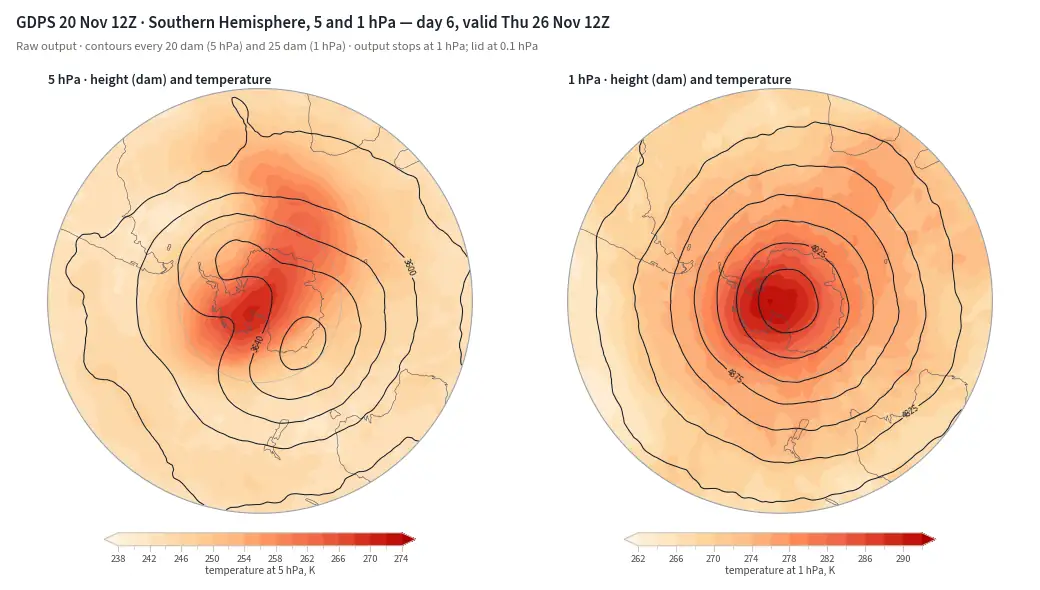 GDPS 20 Nov 12Z · Southern Hemisphere, 5 and 1 hPa — day 6, valid Thu 26 Nov 12Z
Raw output · contours every 20 dam (5 hPa) and 25 dam (1 hPa) · output stops at 1 hPa; lid at 0.1 hPa
5 hPa · height (dam) and temperature
1 hPa · height (dam) and temperature
3600
3640
4925
4875
4825
238 242 246 250 254 258 262 266 270 274
temperature at 5 hPa, K
262 266 270 274 278 282 286 290
temperature at 1 hPa, K